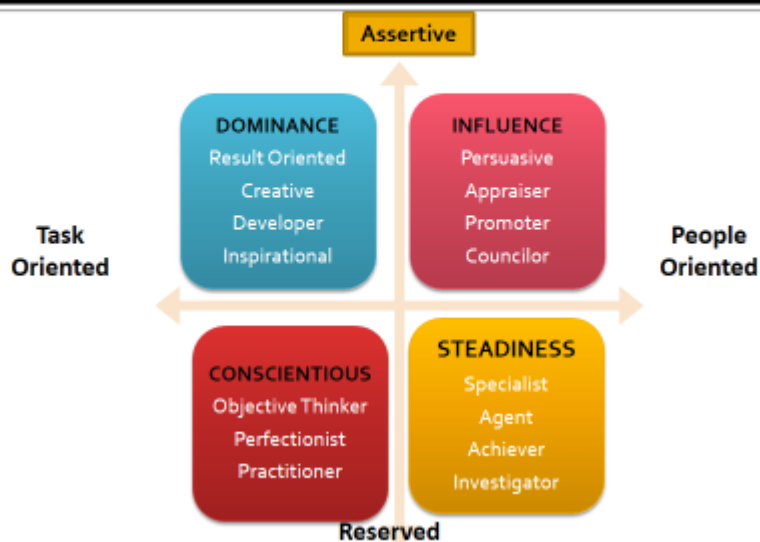 Assertive
DOMINANCE
Result Oriented
Creative
Developer
Inspirational
INFLUENCE
Persuasive
Appraiser
Promoter
Councilor
Task
Oriented
People
Oriented
CONSCIENTIOUS
Objective Thinker
Perfectionist
Practitioner
STEADINESS
Specialist
Agent
Achiever
Investigator
Reserved